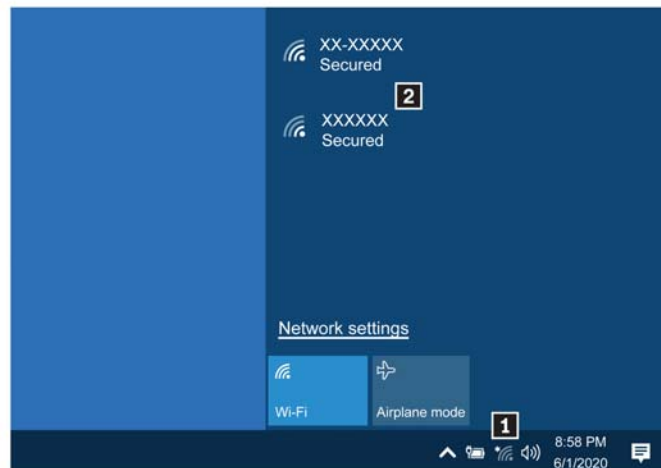 XX-XXXXX
Secured
2
XXXXXX
Secured
Network settings
Wi-Fi
Airplane mode
1
8:58 PM
6/1/2020